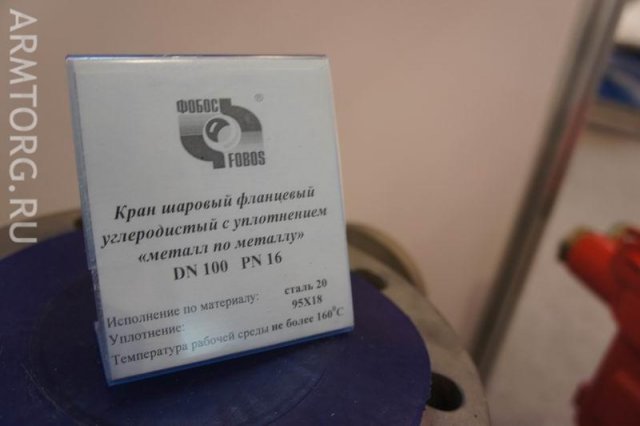 ARMTORG.RU
ФОБОС ®
FOBOS
Кран шаровый фланцевый
углеродистый с уплотнением
«металл по металлу»
DN 100 PN 16
Исполнение по материалу: сталь 20
Уплотнение: 95Х18
Температура рабочей среды не более 160°С